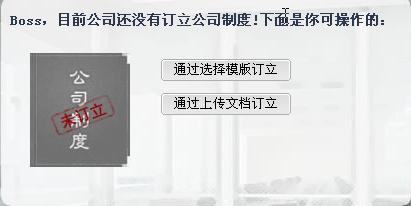 Boss，目前公司还没有订立公司制度!下面是你可操作的：
公司制度
未订立
通过选择模版订立
通过上传文档订立